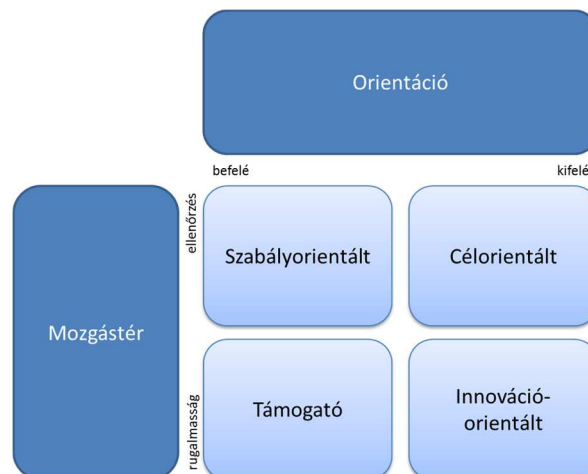 Orientáció
befelé
kifelé
ellenőrzés
Szabályorientált
Célorientált
Mozgástér
rugalmasság
Támogató
Innováció-
orientált